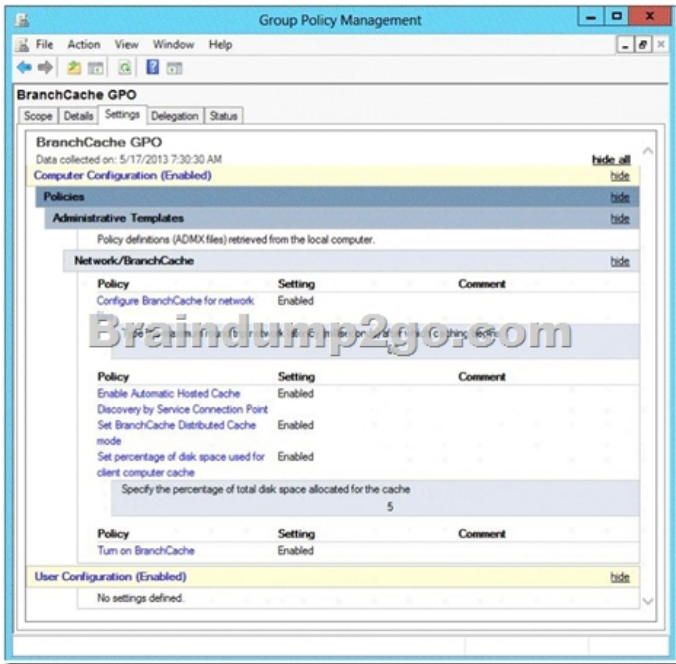 Group Policy Management
File Action View Window Help
BranchCache GPO
Scope Details Settings Delegation Status
BranchCache GPO
Data collected on: 5/17/2013 7:30:30 AM
hide all
Computer Configuration (Enabled) hide
Policies hide
Administrative Templates hide
Policy definitions (ADMX files) retrieved from the local computer.
Network/BranchCache hide
Policy Setting Comment
Configure BranchCache for network Enabled
Braindump2go.com
Policy Setting Comment
Enable Automatic Hosted Cache Enabled
Discovery by Service Connection Point
Set BranchCache Distributed Cache Enabled
mode
Set percentage of disk space used for Enabled
client computer cache
Specify the percentage of total disk space allocated for the cache
5
Policy Setting Comment
Turn on BranchCache Enabled
User Configuration (Enabled) hide
No settings defined.